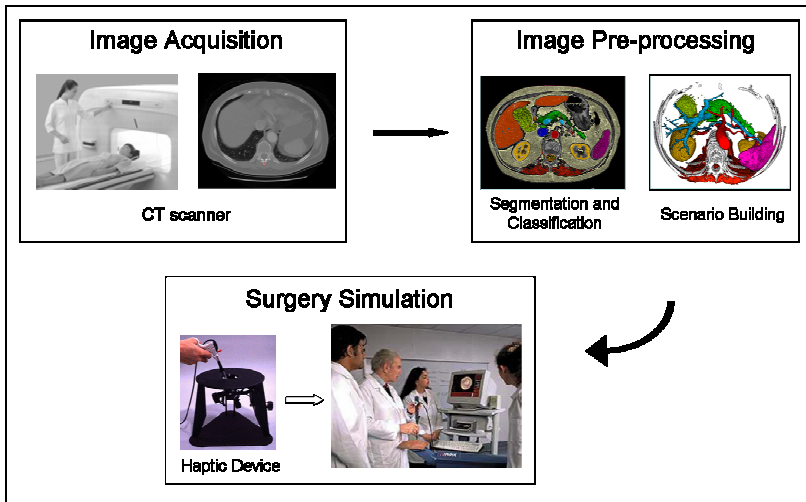 Image Acquisition
CT scanner
Image Pre-processing
Segmentation and
Classification
Scenario Building
Surgery Simulation
Haptic Device